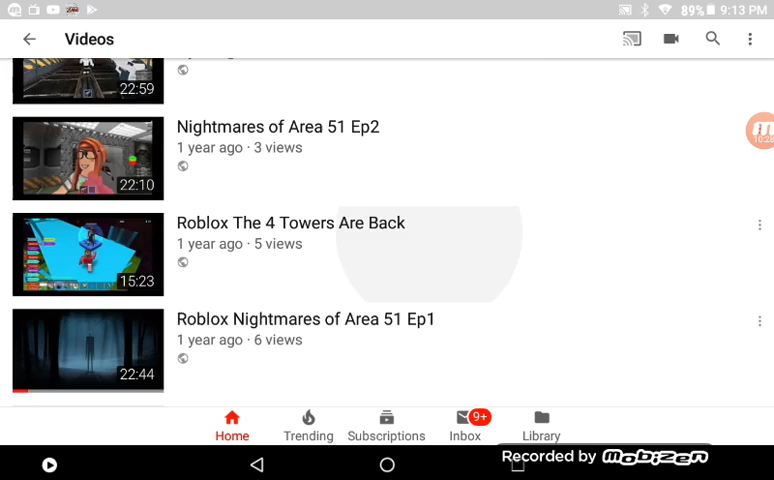 89% 9:13 PM
Videos
22:59
10:28
Nightmares of Area 51 Ep2
1 year ago · 3 views
22:10
Roblox The 4 Towers Are Back
1 year ago · 5 views
15:23
Roblox Nightmares of Area 51 Ep1
1 year ago · 6 views
22:44
9+
Home Trending Subscriptions Inbox Library
Recorded by mobizen